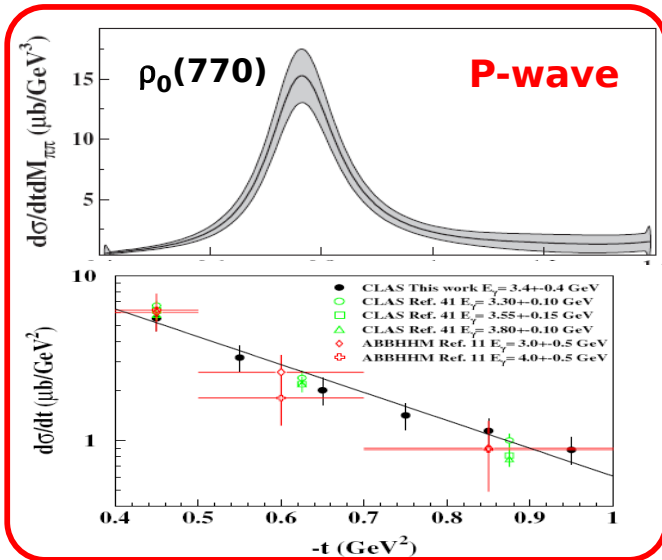 ρ0(770)
P-wave
dσ/dtdMππ (μb/GeV3)
15
10
5
10
CLAS This work Eγ= 3.4+-0.4 GeV
CLAS Ref. 41 Eγ= 3.30+-0.10 GeV
CLAS Ref. 41 Eγ= 3.55+-0.15 GeV
CLAS Ref. 41 Eγ= 3.80+-0.10 GeV
ABBHHM Ref. 11 Eγ= 3.0+-0.5 GeV
ABBHHM Ref. 11 Eγ= 4.0+-0.5 GeV
dσ/dt (μb/GeV2)
1
0.4 0.5 0.6 0.7 0.8 0.9 1
-t (GeV2)